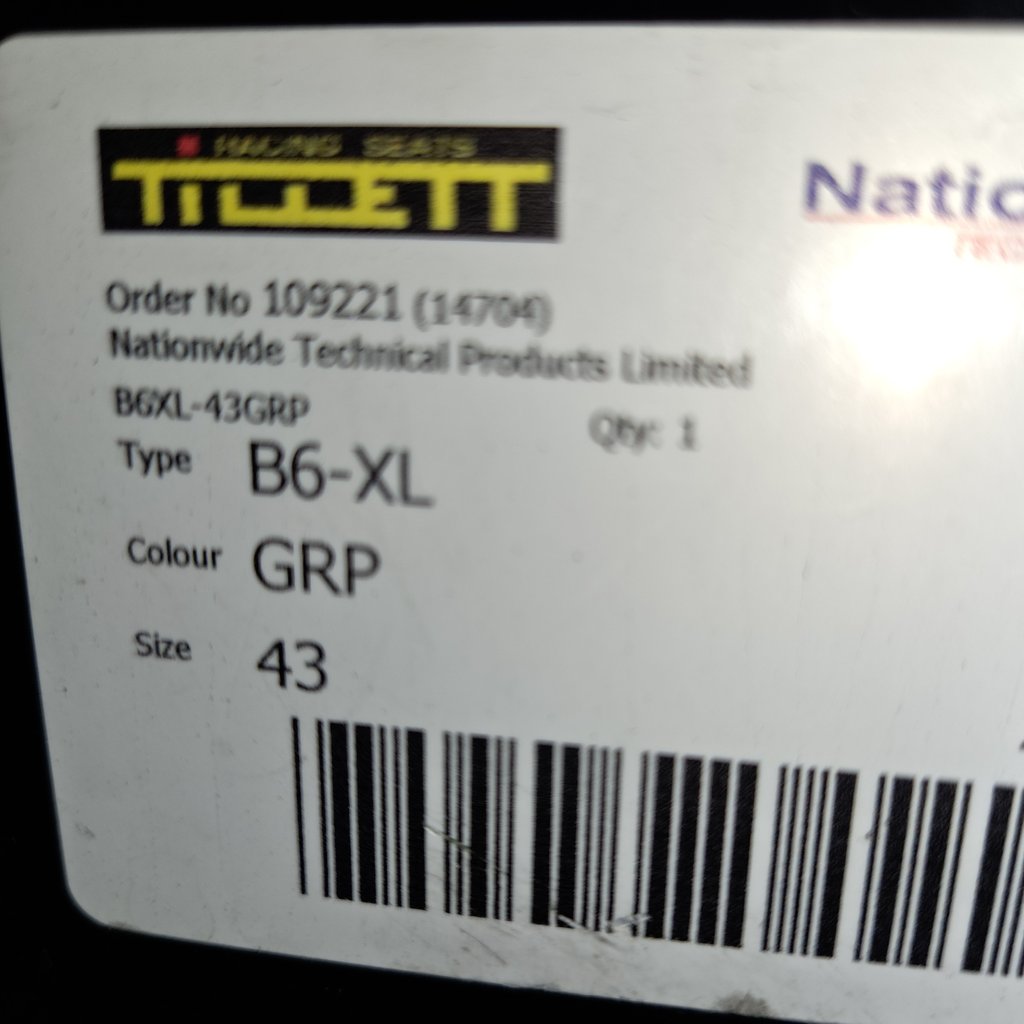 RACING SEATS
TILLETT
Natio
TEC
Order No 109221 (14704)
Nationwide Technical Products Limited
B6XL-43GRP Qty: 1
Type B6-XL
Colour GRP
Size 43